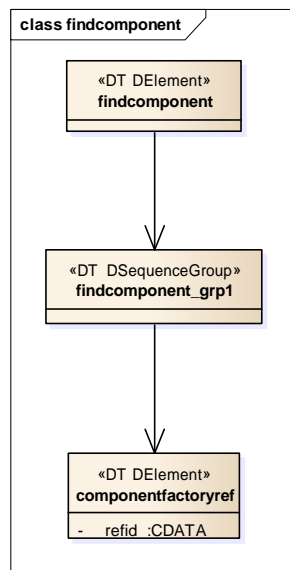 class findcomponent
«DT DElement»
findcomponent
«DT DSequenceGroup»
findcomponent_grp1
«DT DElement»
componentfactoryref
- refid :CDATA